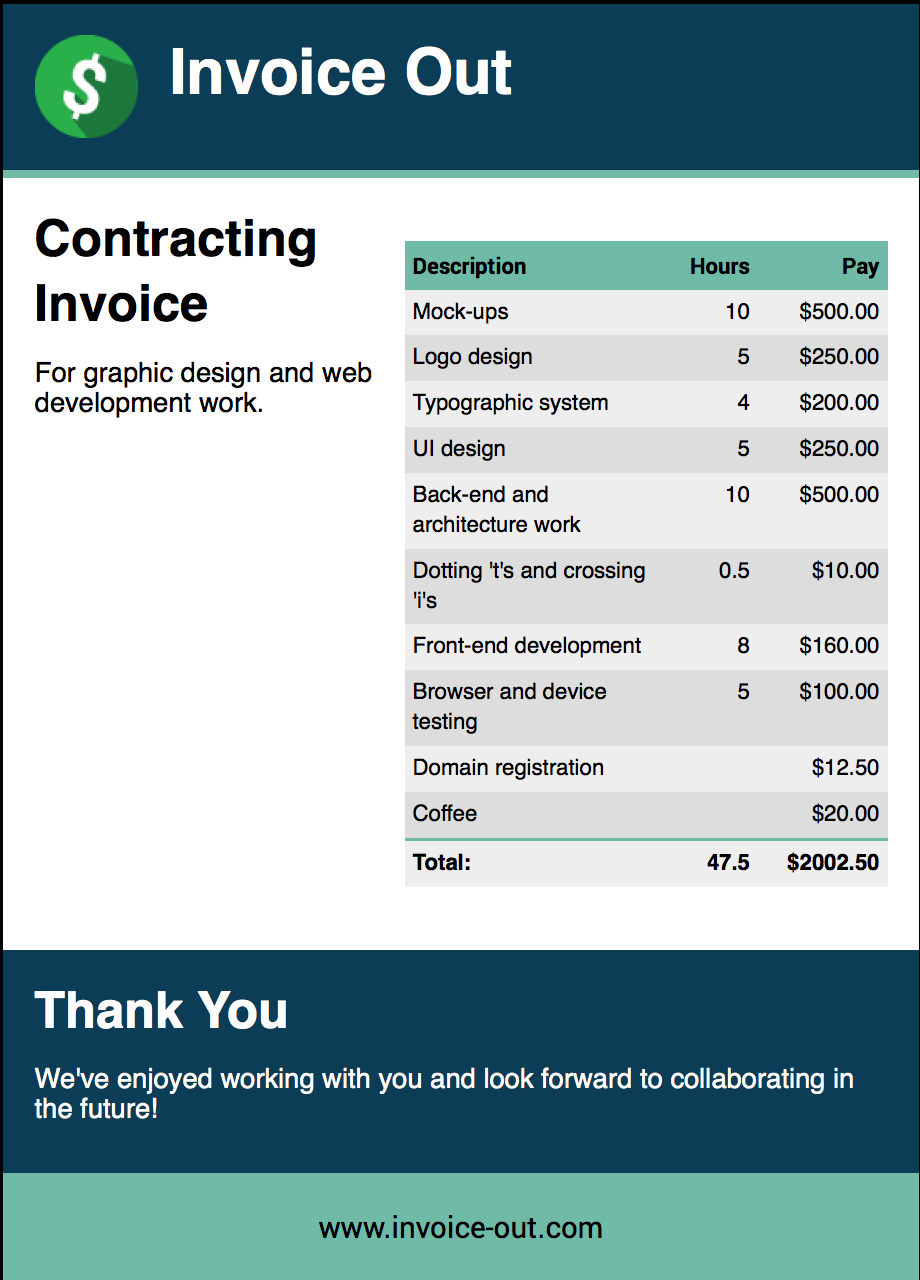 $
Invoice Out
Contracting
Invoice
For graphic design and web
development work.
Description Hours Pay
Mock-ups 10 $500.00
Logo design 5 $250.00
Typographic system 4 $200.00
UI design 5 $250.00
Back-end and 10 $500.00
architecture work
Dotting 't's and crossing 0.5 $10.00
'i's
Front-end development 8 $160.00
Browser and device 5 $100.00
testing
Domain registration $12.50
Coffee $20.00
Total: 47.5 $2002.50
Thank You
We've enjoyed working with you and look forward to collaborating in
the future!
www.invoice-out.com